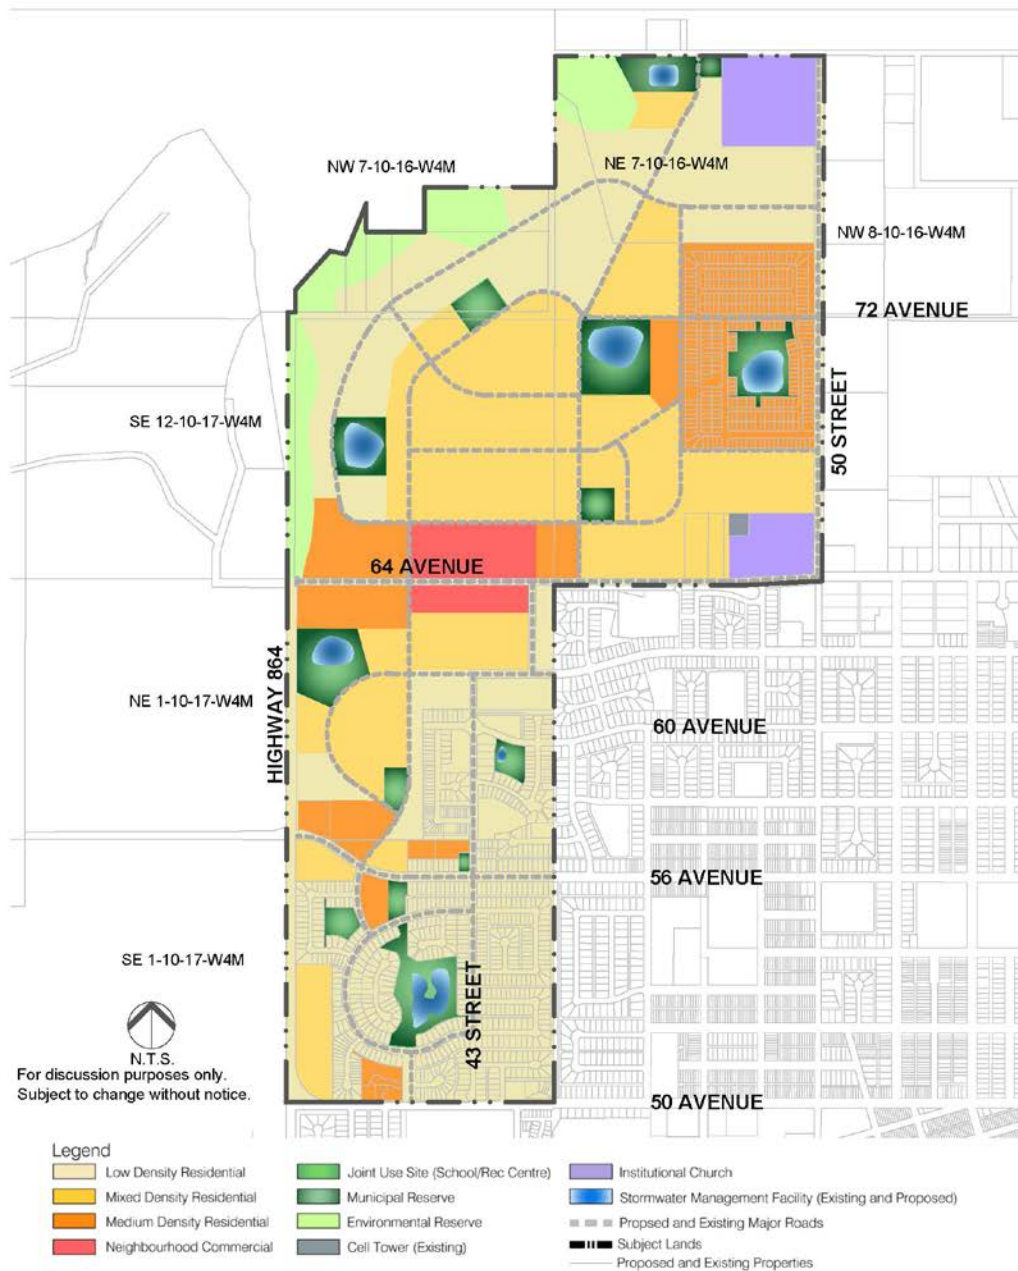 NW 7-10-16-W4M
NE 7-10-16-W4M
NW 8-10-16-W4M
72 AVENUE
SE 12-10-17-W4M
50 STREET
64 AVENUE
HIGHWAY 864
NE 1-10-17-W4M
60 AVENUE
56 AVENUE
SE 1-10-17-W4M
43 STREET
N.T.S.
For discussion purposes only.
Subject to change without notice.
50 AVENUE
Legend
Low Density Residential
Mixed Density Residential
Medium Density Residential
Neighbourhood Commercial
Joint Use Site (School/Rec Centre)
Municipal Reserve
Environmental Reserve
Cell Tower (Existing)
Institutional Church
Stormwater Management Facility (Existing and Proposed)
Propsed and Existing Major Roads
Subject Lands
Proposed and Existing Properties